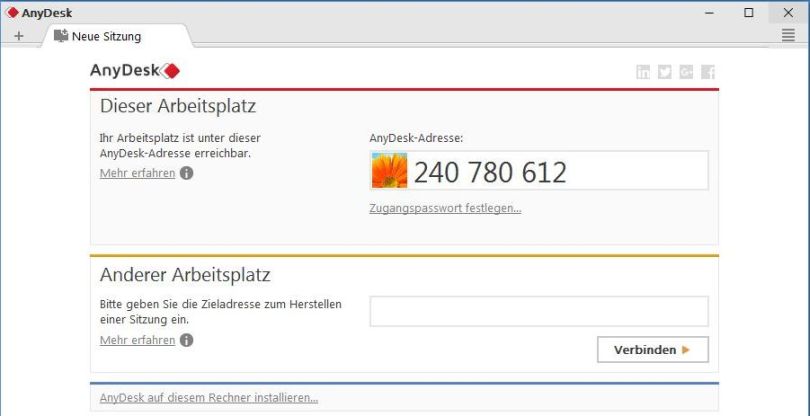 AnyDesk
Neue Sitzung
AnyDesk
Dieser Arbeitsplatz
Ihr Arbeitsplatz ist unter dieser
AnyDesk-Adresse erreichbar.
Mehr erfahren
AnyDesk-Adresse:
240 780 612
Zugangspasswort festlegen...
Anderer Arbeitsplatz
Bitte geben Sie die Zieladresse zum Herstellen
einer Sitzung ein.
Mehr erfahren
Verbinden
AnyDesk auf diesem Rechner installieren...